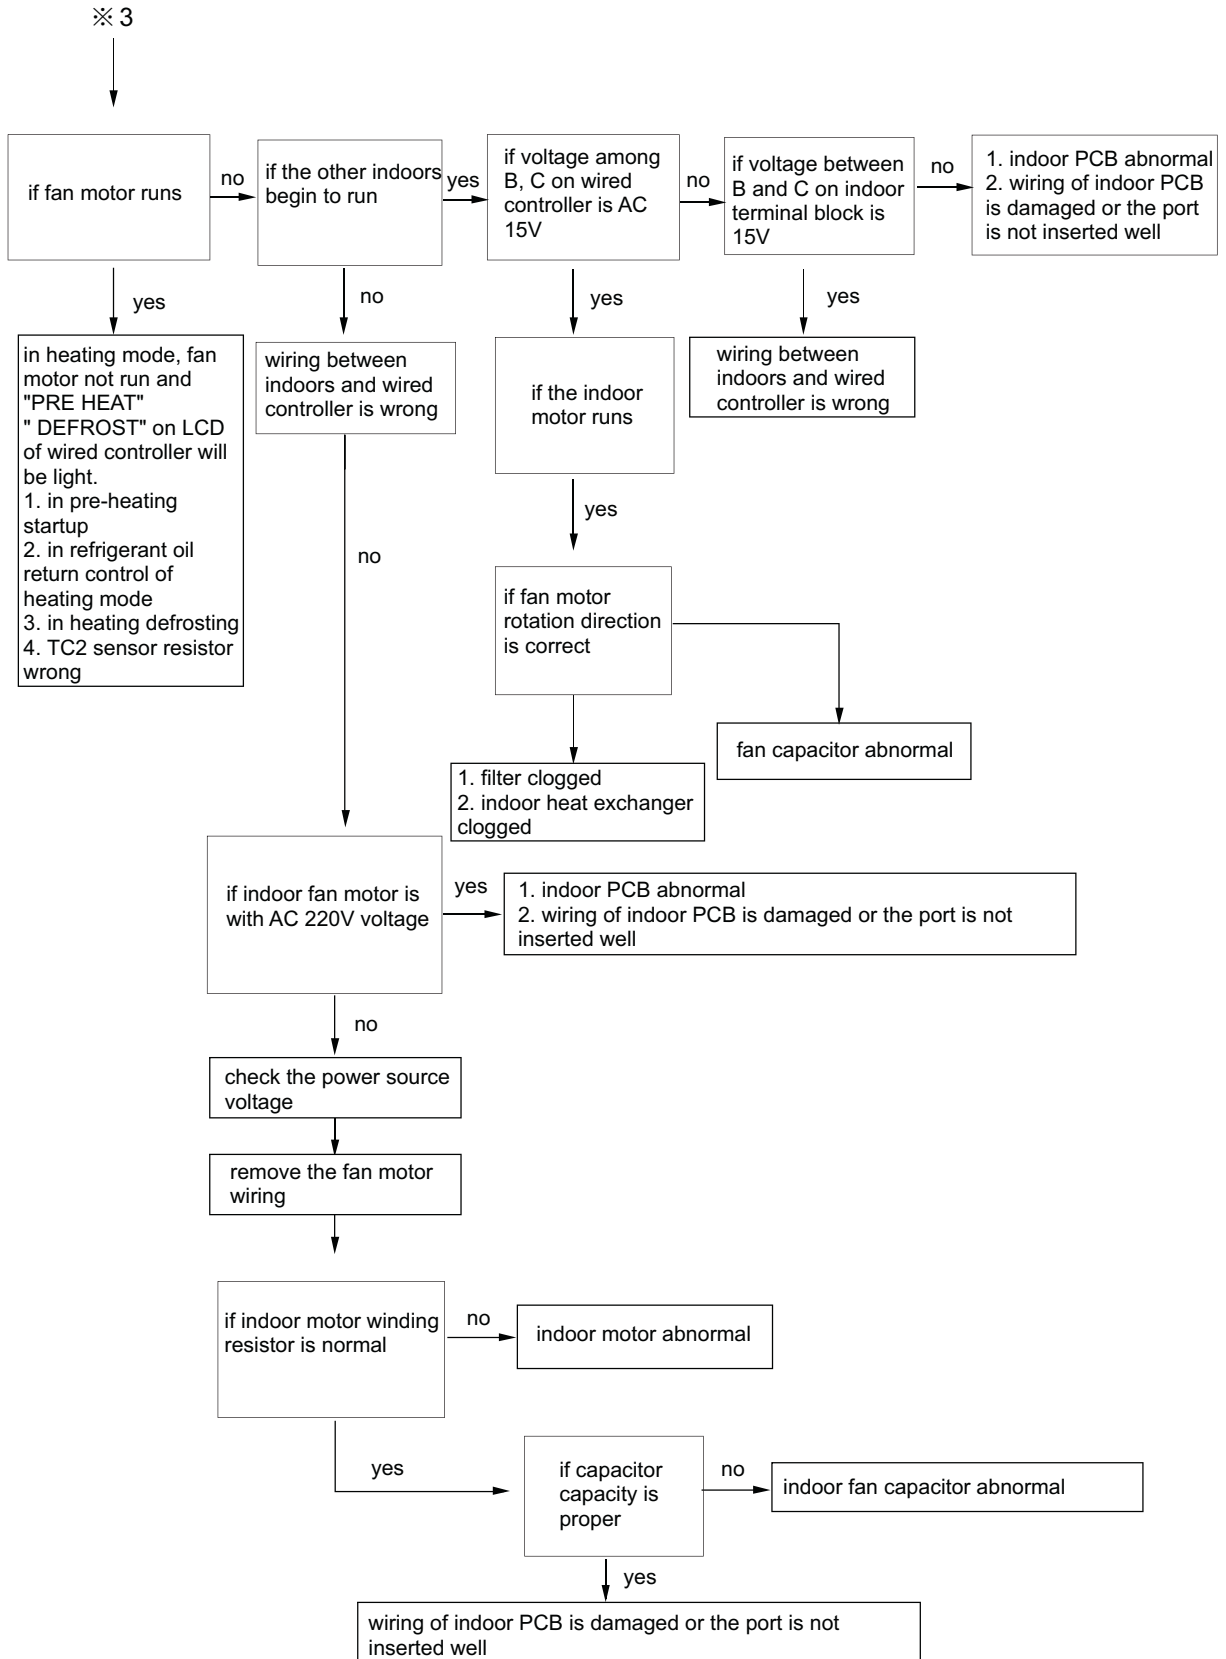 ※ 3
if fan motor runs
no
if the other indoors
begin to run
yes
if voltage among
B, C on wired
controller is AC
15V
no
if voltage between
B and C on indoor
terminal block is
15V
no
1. indoor PCB abnormal
2. wiring of indoor PCB
is damaged or the port
is not inserted well
yes
no
yes
yes
in heating mode, fan
motor not run and
"PRE HEAT"
" DEFROST" on LCD
of wired controller will
be light.
1. in pre-heating
startup
2. in refrigerant oil
return control of
heating mode
3. in heating defrosting
4. TC2 sensor resistor
wrong
wiring between
indoors and wired
controller is wrong
if the indoor
motor runs
wiring between
indoors and wired
controller is wrong
yes
no
if fan motor
rotation direction
is correct
fan capacitor abnormal
1. filter clogged
2. indoor heat exchanger
clogged
if indoor fan motor is
with AC 220V voltage
yes
1. indoor PCB abnormal
2. wiring of indoor PCB is damaged or the port is not
inserted well
no
check the power source
voltage
remove the fan motor
wiring
if indoor motor winding
resistor is normal
no
indoor motor abnormal
yes
if capacitor
capacity is
proper
no
indoor fan capacitor abnormal
yes
wiring of indoor PCB is damaged or the port is not
inserted well